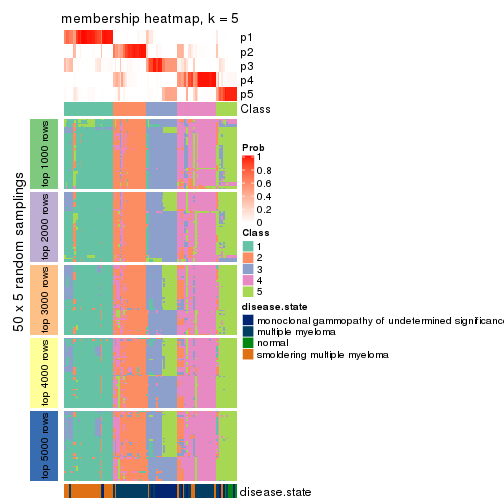 membership heatmap, k = 5
p1
p2
p3
p4
p5
Class
50 x 5 random samplings
top 1000 rows
top 2000 rows
top 3000 rows
top 4000 rows
top 5000 rows
disease.state
Prob
1
0.8
0.6
0.4
0.2
0
Class
1
2
3
4
5
disease.state
monoclonal gammopathy of undetermined significance
multiple myeloma
normal
smoldering multiple myeloma